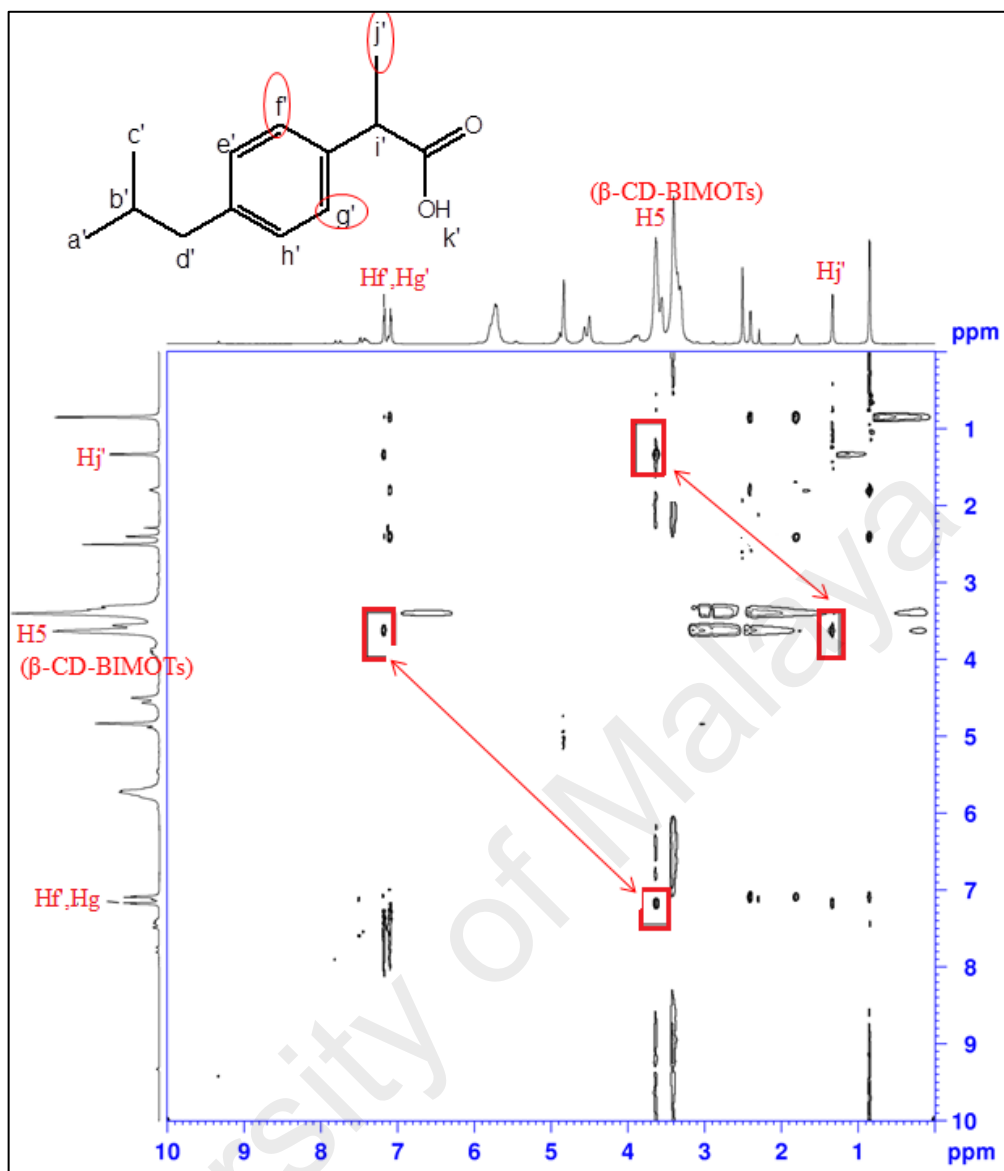 j'
f'
c'
e'
i'
O
b'
g'
OH
a'
k'
d'
h'
(β-CD-BIMOTs)
H5
Hf',Hg'
Hj'
ppm
1
Hj'
2
3
H5
4
(β-CD-BIMOTs)
5
6
Hf',Hg
7
8
9
10
10 9 8 7 6 5 4 3 2 1 ppm
ersity of Malaya